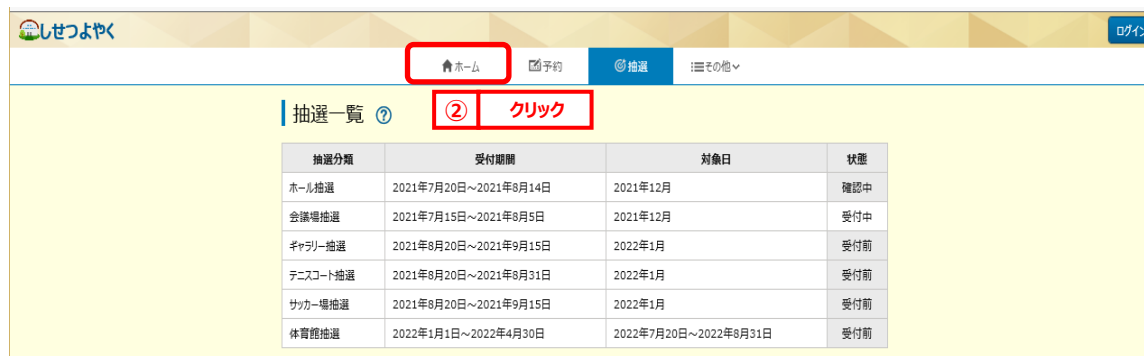 しせつよやく
ログイン
ホーム 予約 抽選 その他
抽選一覧 ?
② クリック
抽選分類 受付期間 対象日 状態
ホール抽選 2021年7月20日～2021年8月14日 2021年12月 確認中
会議場抽選 2021年7月15日～2021年8月5日 2021年12月 受付中
ギャラリー抽選 2021年8月20日～2021年9月15日 2022年1月 受付前
テニスコート抽選 2021年8月20日～2021年8月31日 2022年1月 受付前
サッカー場抽選 2021年8月20日～2021年9月15日 2022年1月 受付前
体育館抽選 2022年1月1日～2022年4月30日 2022年7月20日～2022年8月31日 受付前